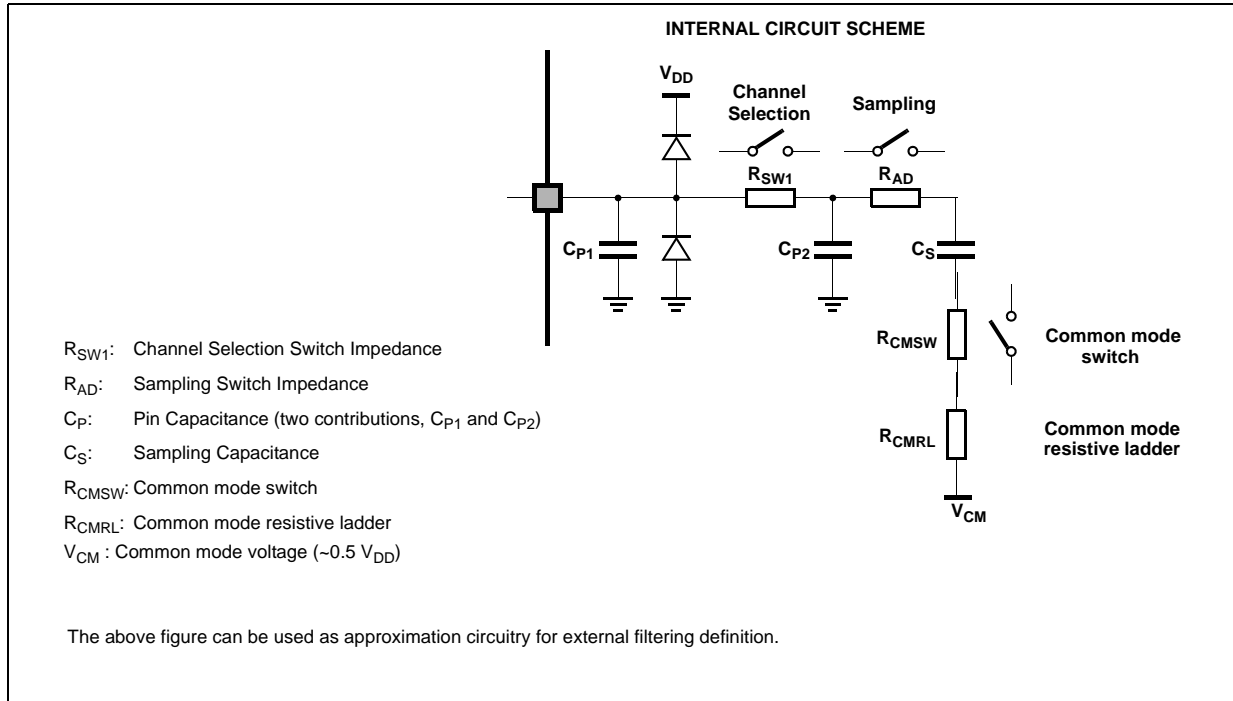 INTERNAL CIRCUIT SCHEME
VDD
Channel
Selection
Sampling
RSW1
RAD
CP1
CP2
CS
RCMSW
Common mode
switch
RCMRL
Common mode
resistive ladder
VCM
RSW1: Channel Selection Switch Impedance
RAD: Sampling Switch Impedance
CP: Pin Capacitance (two contributions, CP1 and CP2)
CS: Sampling Capacitance
RCMSW: Common mode switch
RCMRL: Common mode resistive ladder
VCM : Common mode voltage (~0.5 VDD)
The above figure can be used as approximation circuitry for external filtering definition.